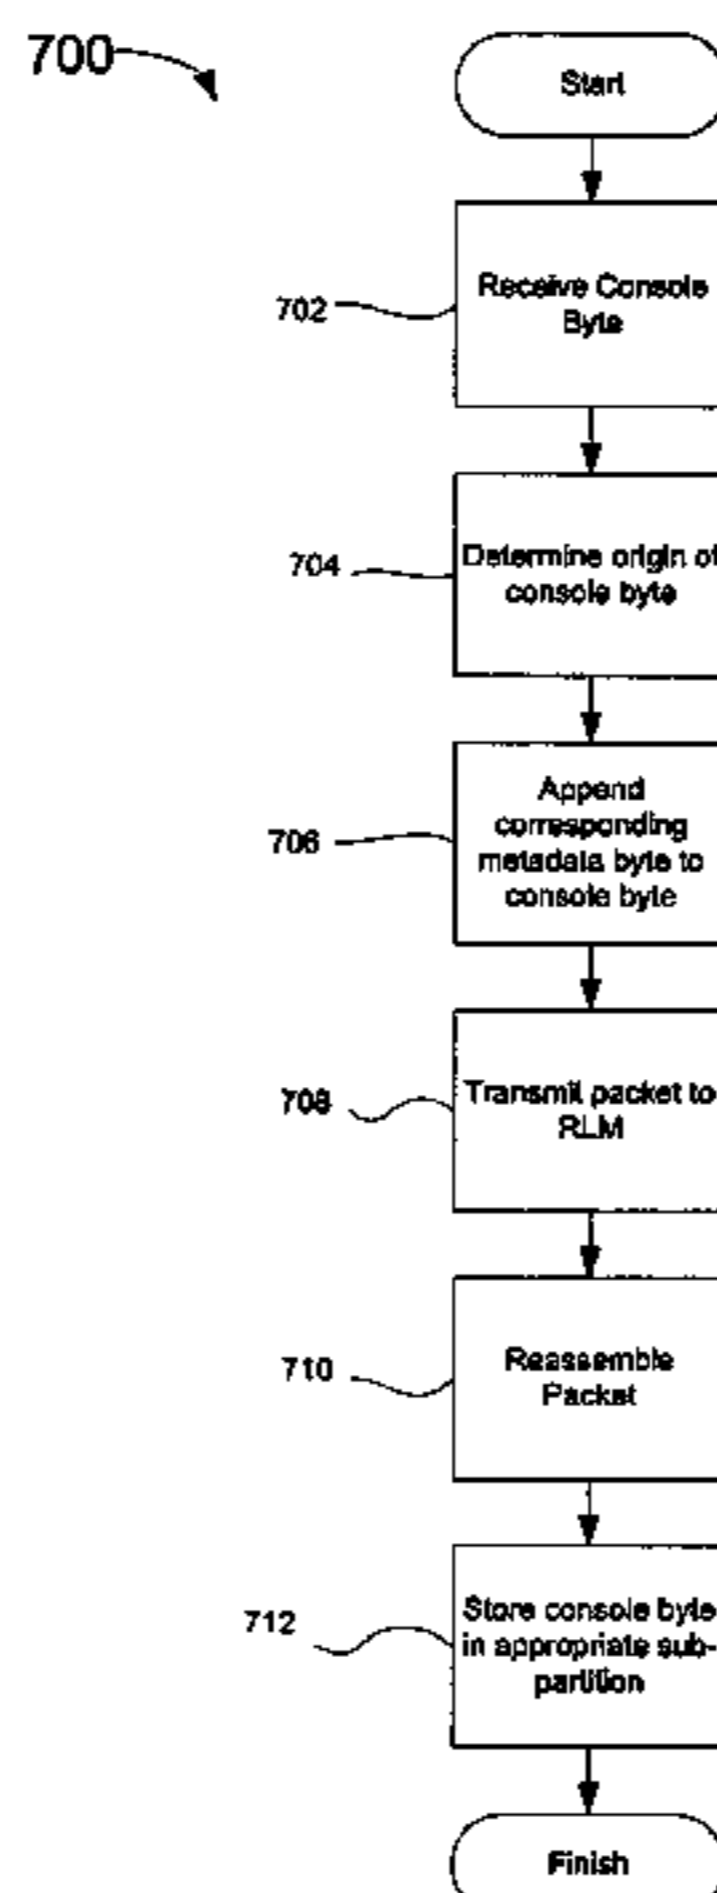 700
Start
702
Receive Console
Byte
704
Determine origin of
console byte
706
Append
corresponding
metadata byte to
console byte
708
Transmit packet to
RLM
710
Reassemble
Packet
712
Store console byte
in appropriate sub-
partition
Finish